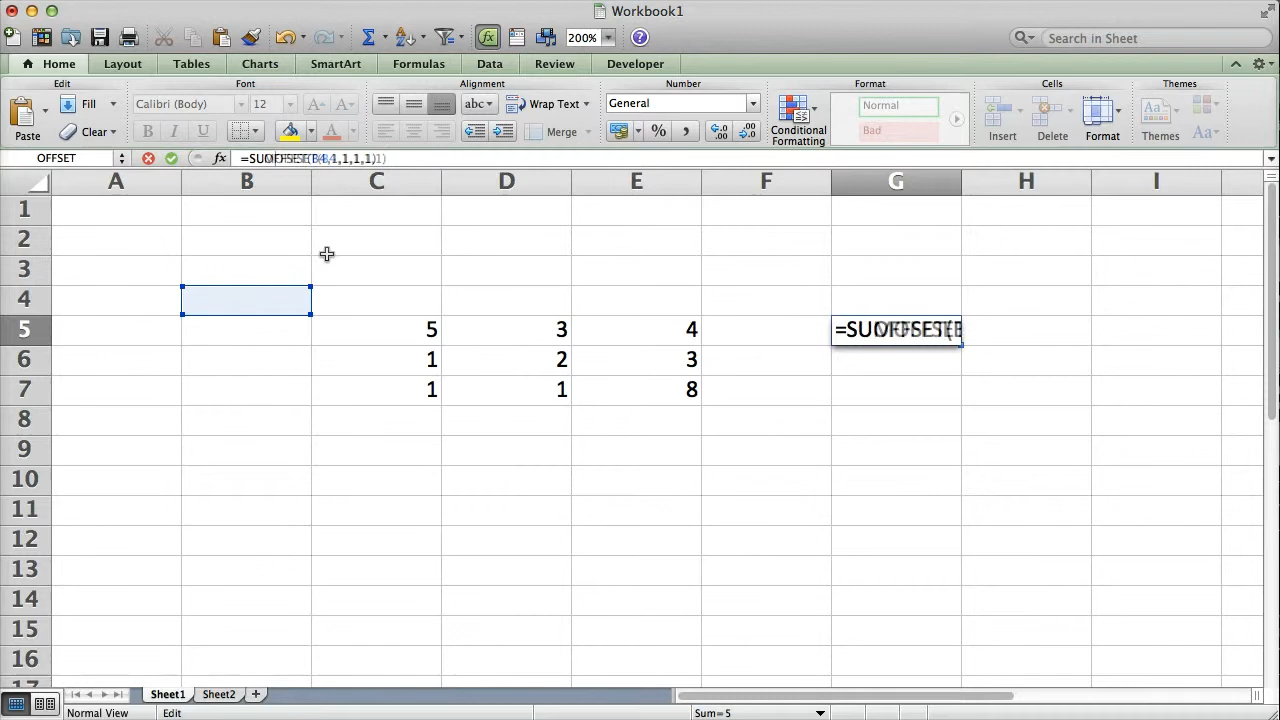 Workbook1
200%
Search in Sheet
Home Layout Tables Charts SmartArt Formulas Data Review Developer
Edit Font Alignment Number Format Cells Themes
Fill Calibri (Body) 12 A A abc Wrap Text General Normal
Paste Clear B I U A Merge % Bad Conditional Formatting Insert Delete Format Themes Aa
OFFSET fx
A B C D E F G H I
1
2
3
4
5 5 3 4
6 1 2 3
7 1 1 8
8
9
10
11
12
13
14
15
16
Sheet1 Sheet2
Normal View Edit Sum=5